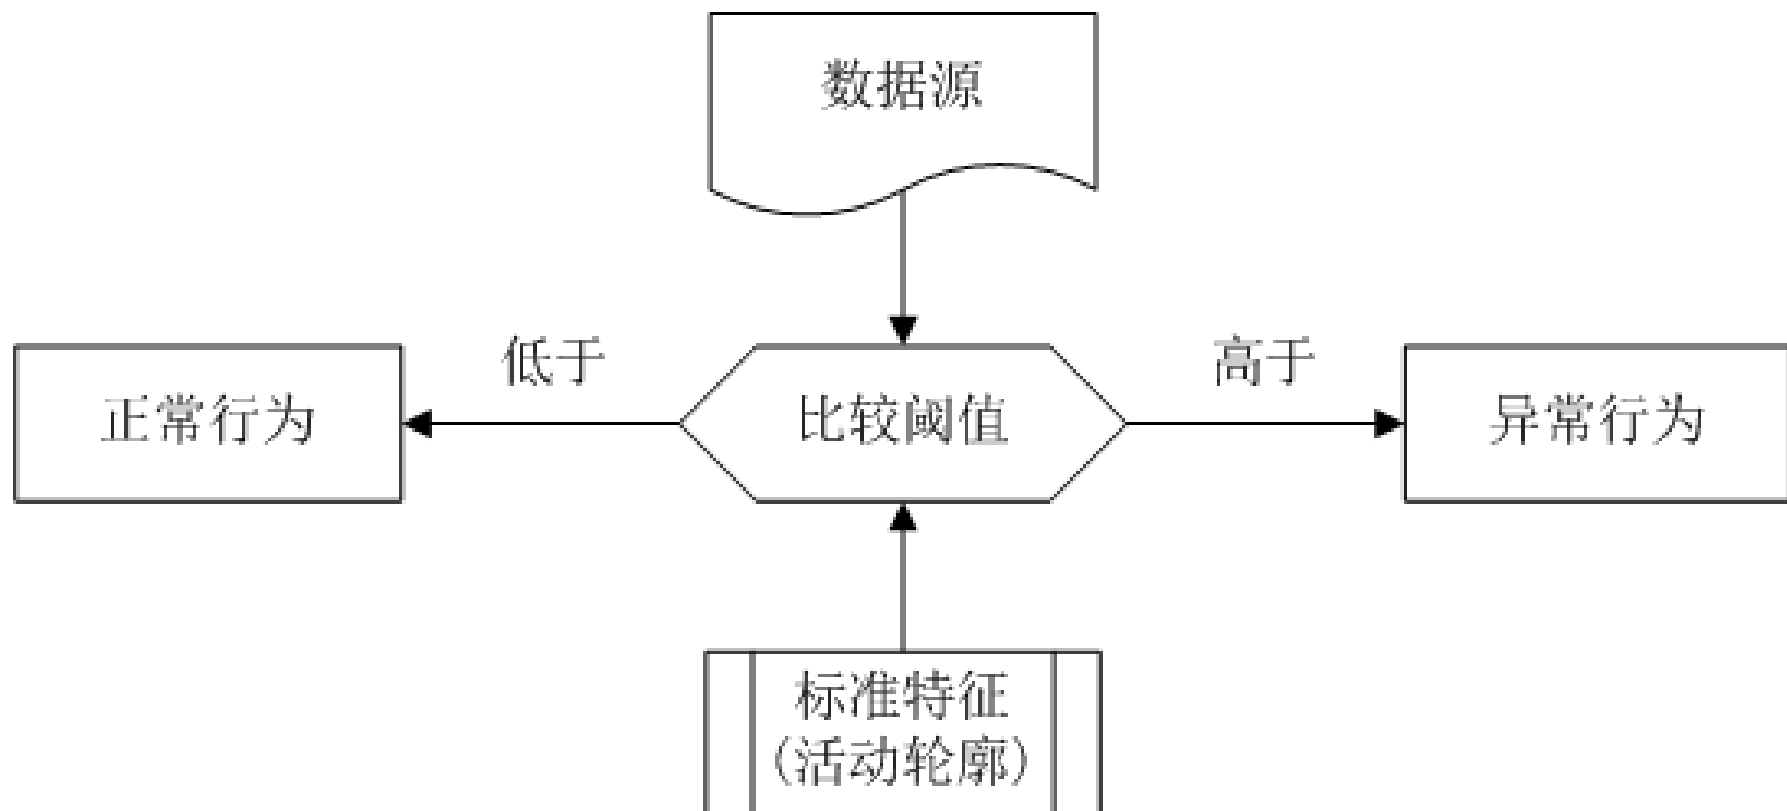 数据源
低于
高于
正常行为
比较阈值
异常行为
标准特征
(活动轮廓)